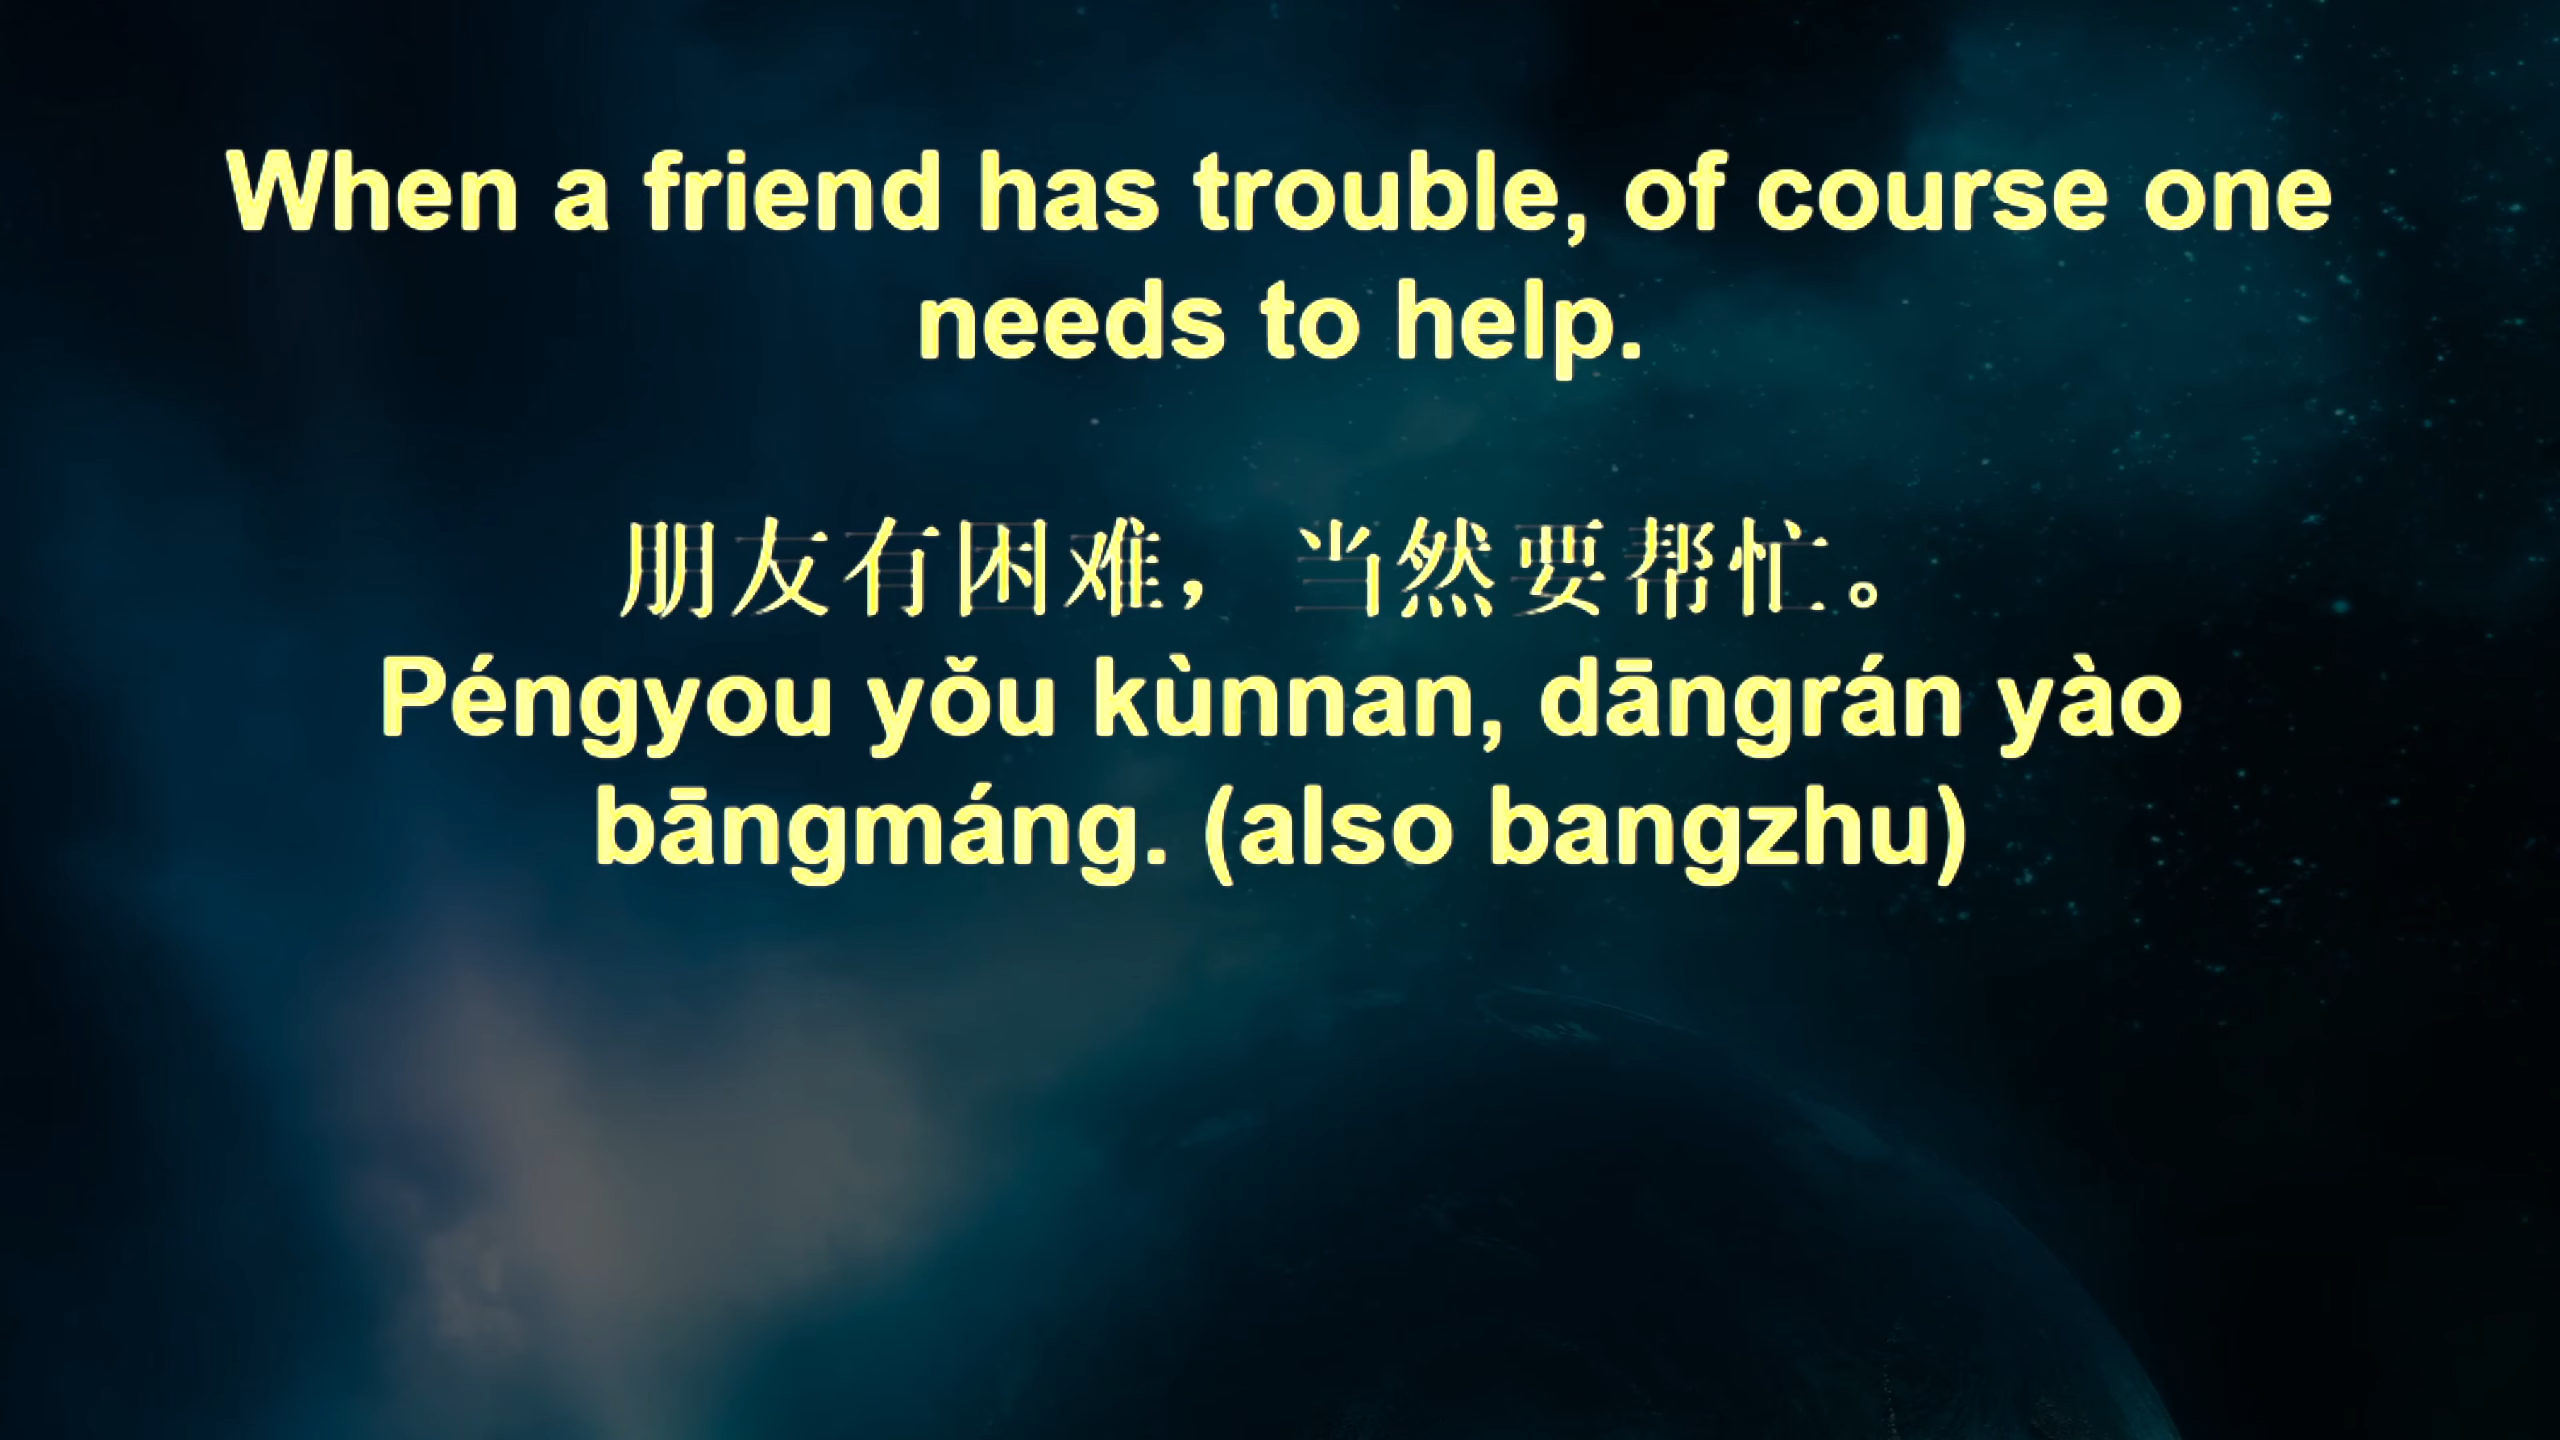 When a friend has trouble, of course one
needs to help.
朋友有困难，当然要帮忙。
Péngyou yǒu kùnnan, dāngrán yào
bāngmáng. (also bangzhu)